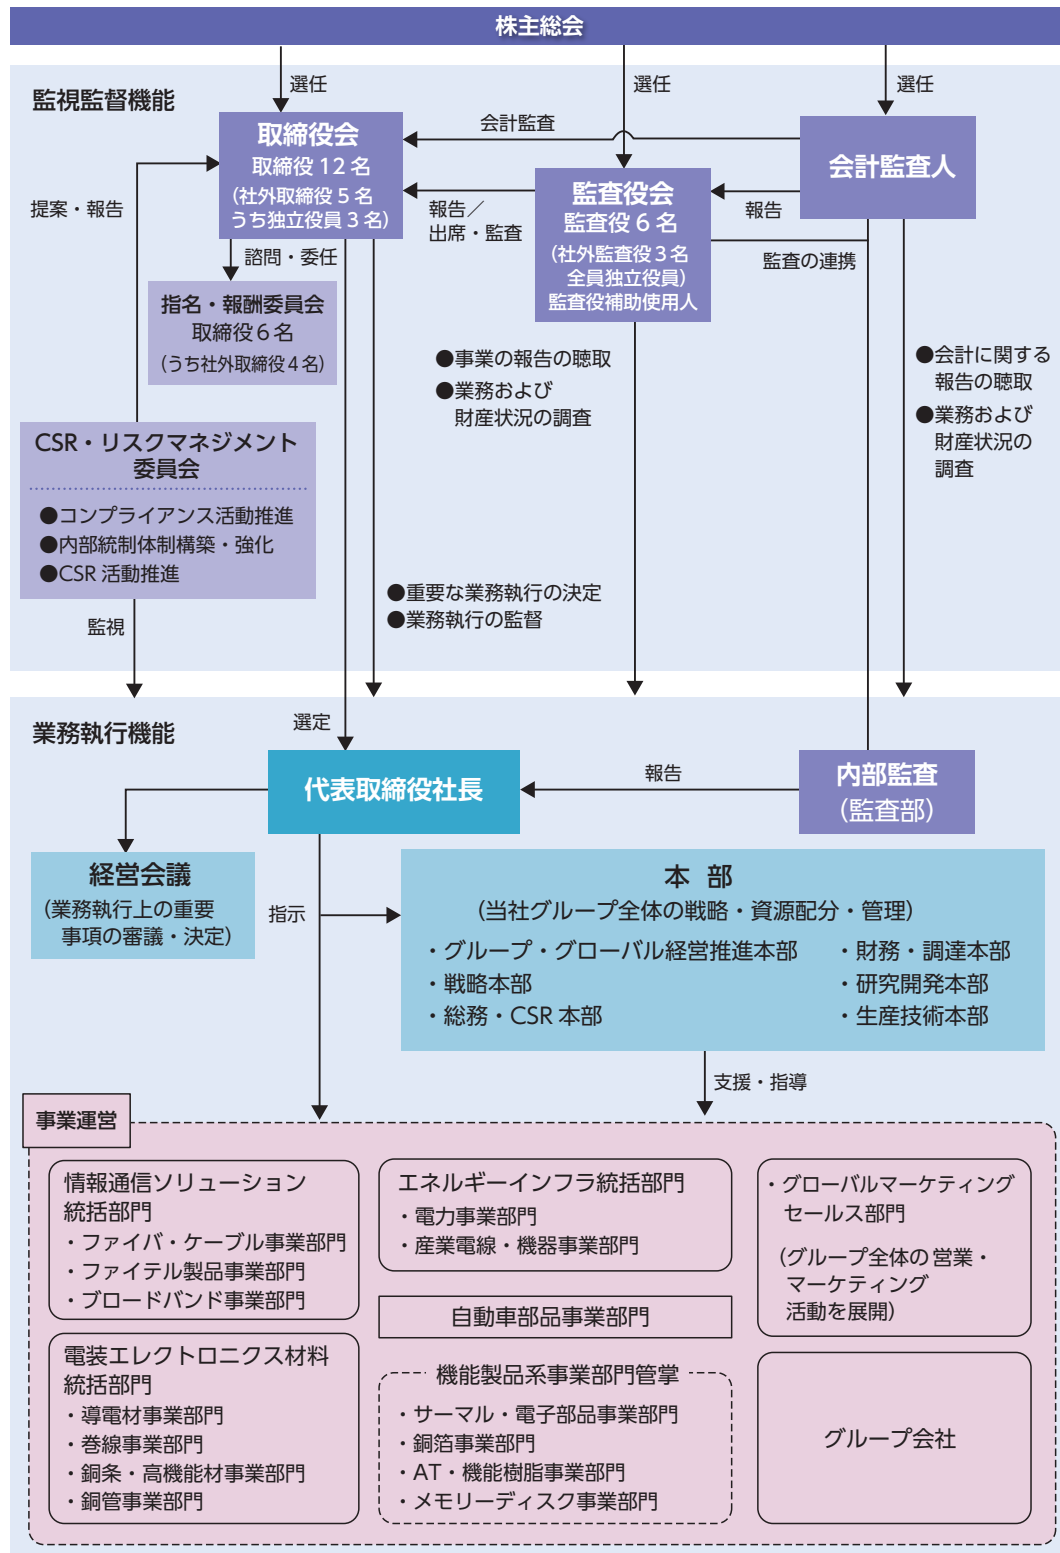 株主総会
選任
選任
選任
監視監督機能
取締役会
取締役 12 名
(社外取締役 5 名
うち独立役員 3 名)
会計監査
会計監査人
監査役会
監査役 6 名
(社外監査役 3 名
全員独立役員)
監査役補助使用人
提案・報告
報告／
出席・監査
報告
監査の連携
諮問・委任
指名・報酬委員会
取締役 6 名
(うち社外取締役 4 名)
●事業の報告の聴取
●業務および
財産状況の調査
●会計に関する
報告の聴取
●業務および
財産状況の
調査
CSR・リスクマネジメント
委員会
●コンプライアンス活動推進
●内部統制体制構築・強化
●CSR 活動推進
●重要な業務執行の決定
●業務執行の監督
監視
業務執行機能
選定
代表取締役社長
報告
内部監査
(監査部)
経営会議
(業務執行上の重要
事項の審議・決定)
指示
本 部
(当社グループ全体の戦略・資源配分・管理)
・グループ・グローバル経営推進本部
・戦略本部
・総務・CSR 本部
・財務・調達本部
・研究開発本部
・生産技術本部
支援・指導
事業運営
情報通信ソリューション
統括部門
・ファイバ・ケーブル事業部門
・ファイテル製品事業部門
・ブロードバンド事業部門
電装エレクトロニクス材料
統括部門
・導電材事業部門
・巻線事業部門
・銅条・高機能材事業部門
・銅管事業部門
エネルギーインフラ統括部門
・電力事業部門
・産業電線・機器事業部門
自動車部品事業部門
機能製品系事業部門管掌
・サーマル・電子部品事業部門
・銅箔事業部門
・AT・機能樹脂事業部門
・メモリーディスク事業部門
・グローバルマーケティング
セールス部門
(グループ全体の 営業・
マーケティング
活動を展開)
グループ会社